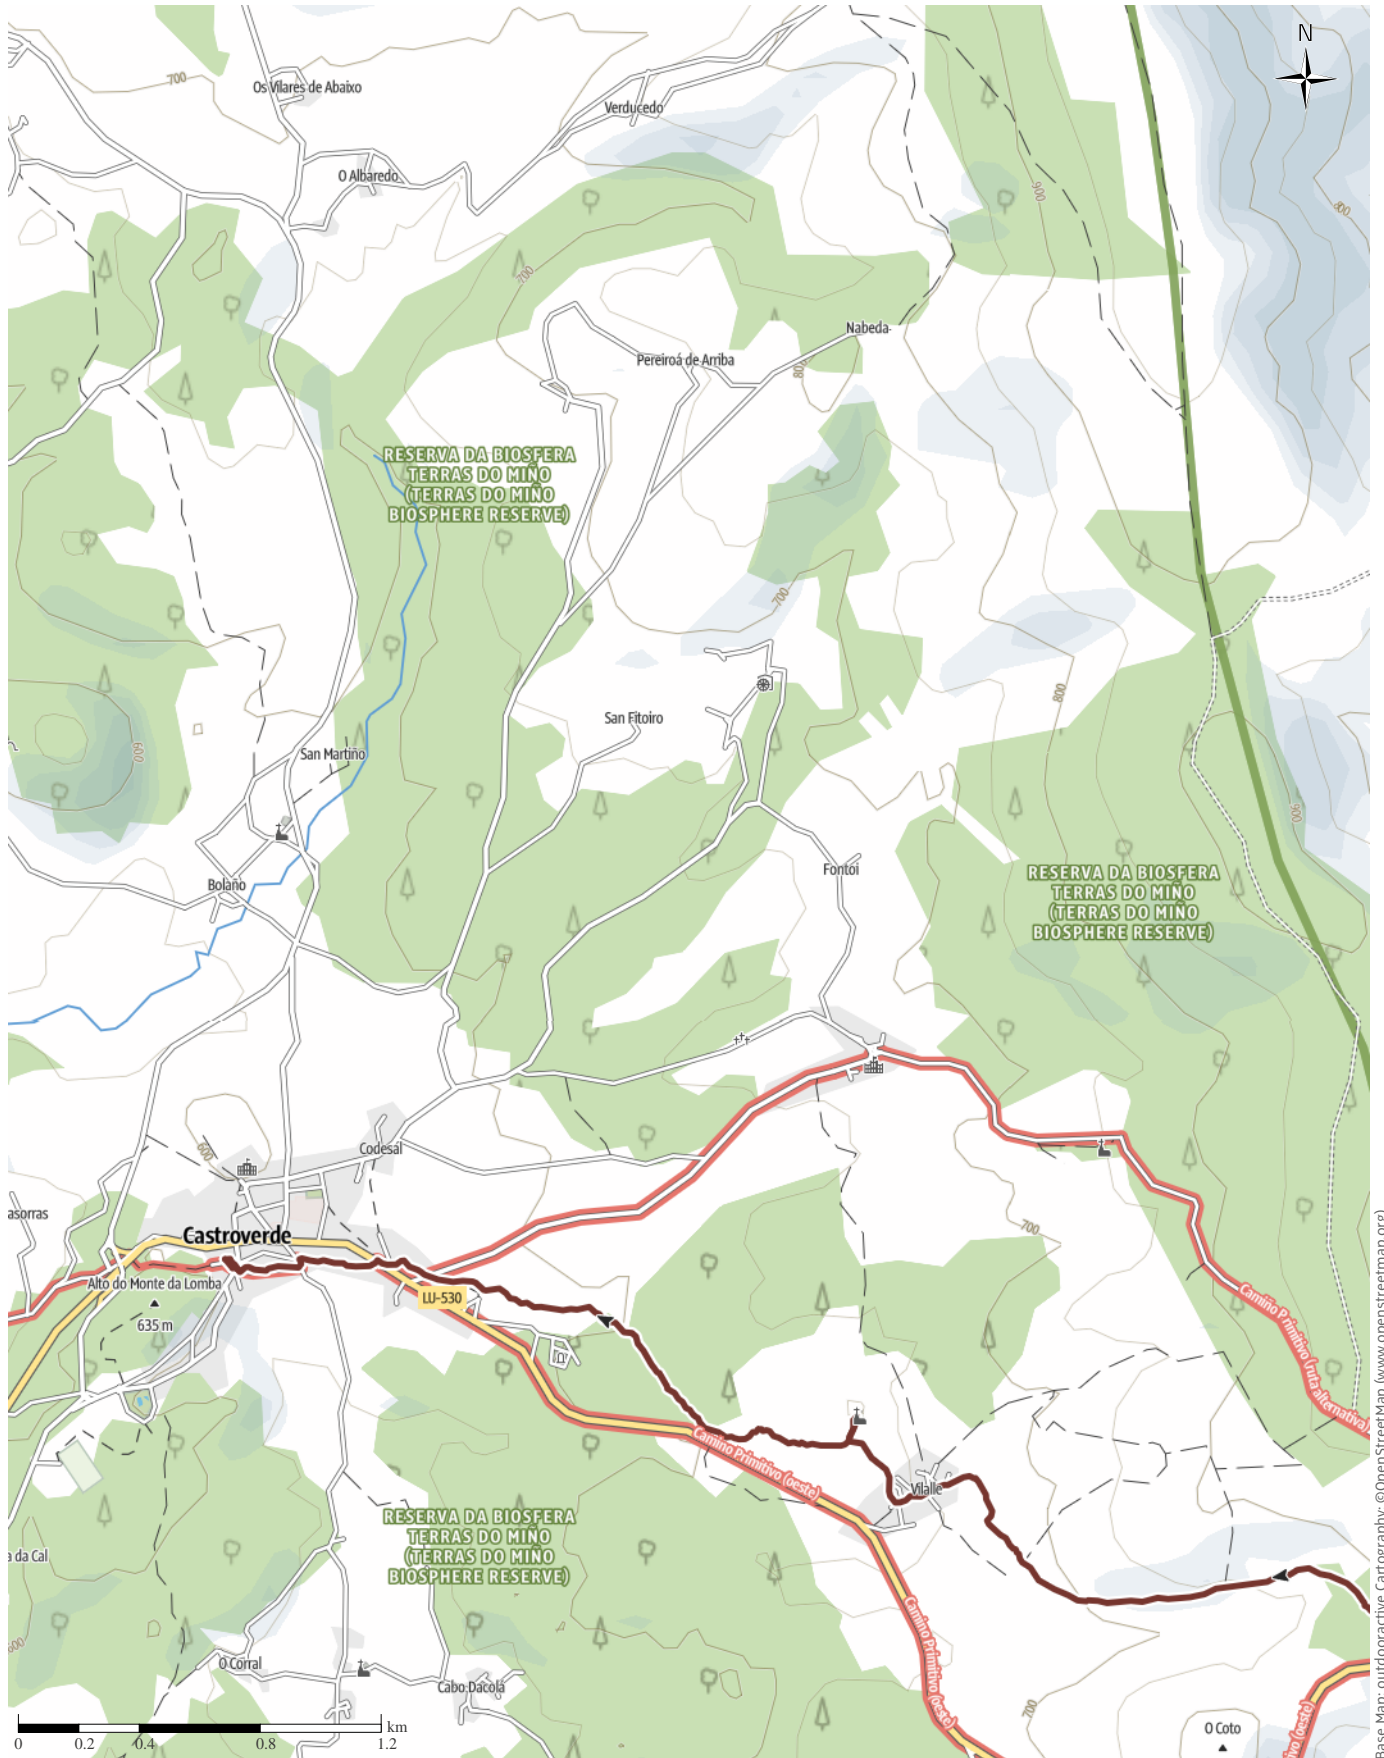 N
700
Os Vilares de Abaixo
Verducedo
O Albaredo
900
800
700
Nabeda
Pereiroá de Arriba
800
RESERVA DA BIOSFERA
TERRAS DO MIÑO
(TERRAS DO MIÑO
BIOSPHERE RESERVE)
700
800
San Fitoiro
San Martiño
600
900
Fontoi
RESERVA DA BIOSFERA
TERRAS DO MIÑO
(TERRAS DO MIÑO
BIOSPHERE RESERVE)
Bolaño
Codesal
600
asorras
Castroverde
700
Alto do Monte da Lomba
635 m
LU-530
Camiño Primitivo (ruta alternativa)
Camino Primitivo (oeste)
Vilalle
RESERVA DA BIOSFERA
TERRAS DO MIÑO
(TERRAS DO MIÑO
BIOSPHERE RESERVE)
a da Cal
600
Camino Primitivo (oeste)
O Corral
Cabo Dacola
700
O Coto
ivo (oeste)
km
0 0.2 0.4 0.8 1.2
Base Map: outdooractive Cartography; ©OpenStreetMap (www.openstreetmap.org)